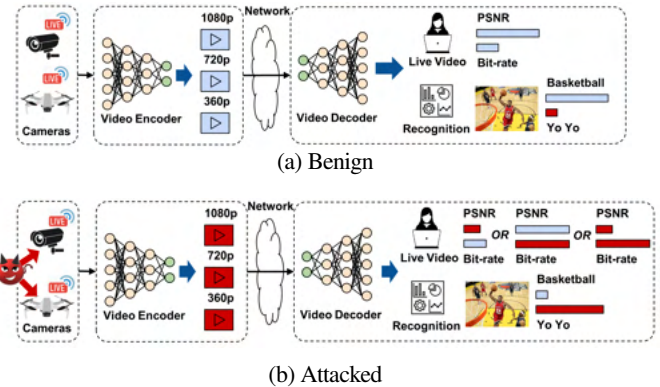 LIVE
LIVE
Cameras
Video Encoder
1080p
720p
360p
Network
Video Decoder
Live Video
PSNR
Bit-rate
Recognition
Basketball
Yo Yo
(a) Benign
LIVE
LIVE
Cameras
Video Encoder
1080p
720p
360p
Network
Video Decoder
Live Video
PSNR OR PSNR OR PSNR
Bit-rate Bit-rate Bit-rate
Recognition
Basketball
Yo Yo
(b) Attacked